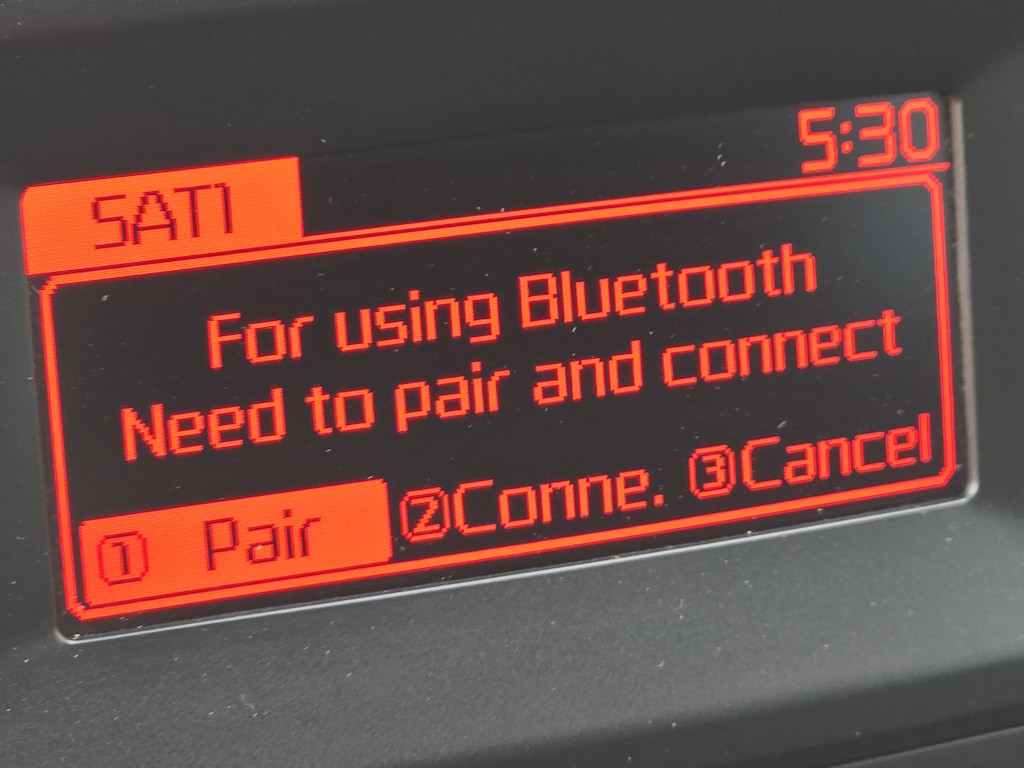 SAT1 5:30
For using Bluetooth
Need to pair and connect
① Pair ②Conne. ③Cancel